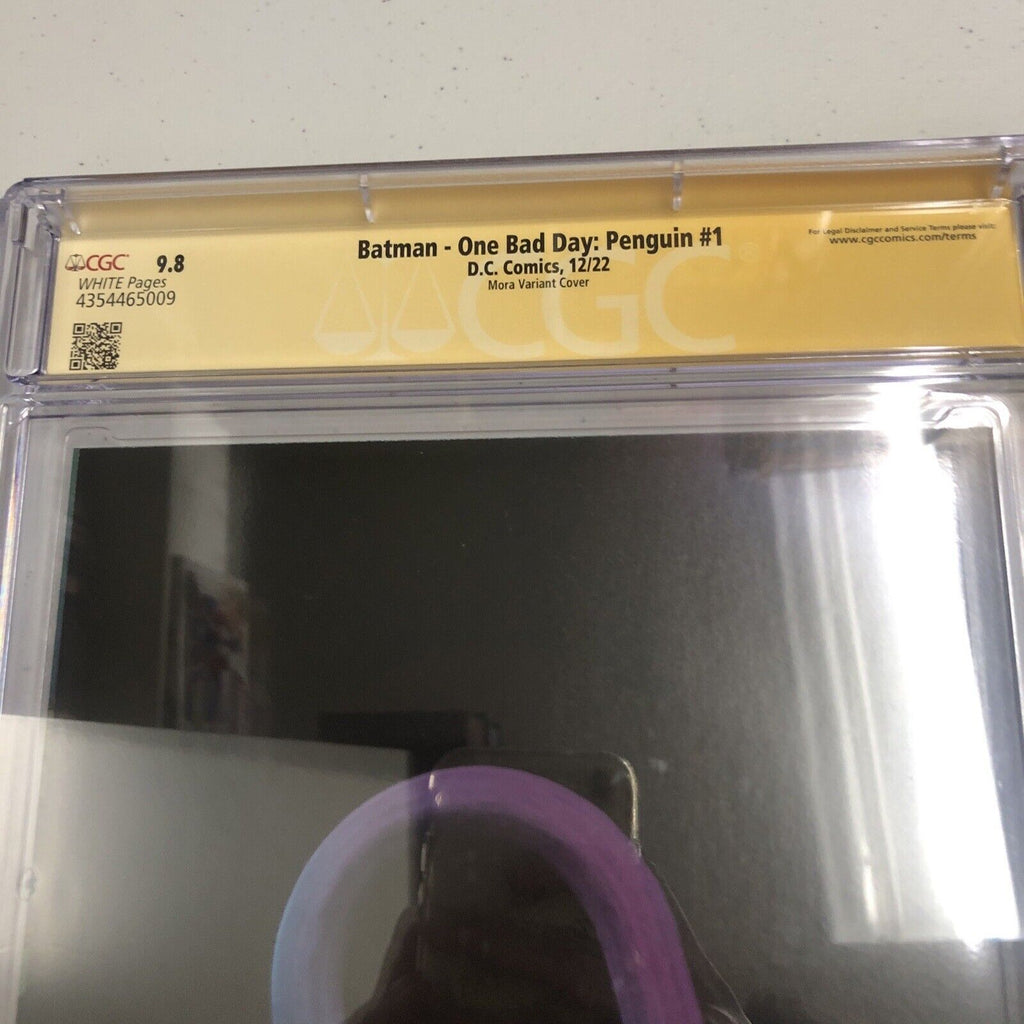 CGC 9.8
WHITE Pages
4354465009
Batman - One Bad Day: Penguin #1
D.C. Comics, 12/22
Mora Variant Cover
For Legal Disclaimer and Service Terms please visit:
www.cgccomics.com/terms
CGC